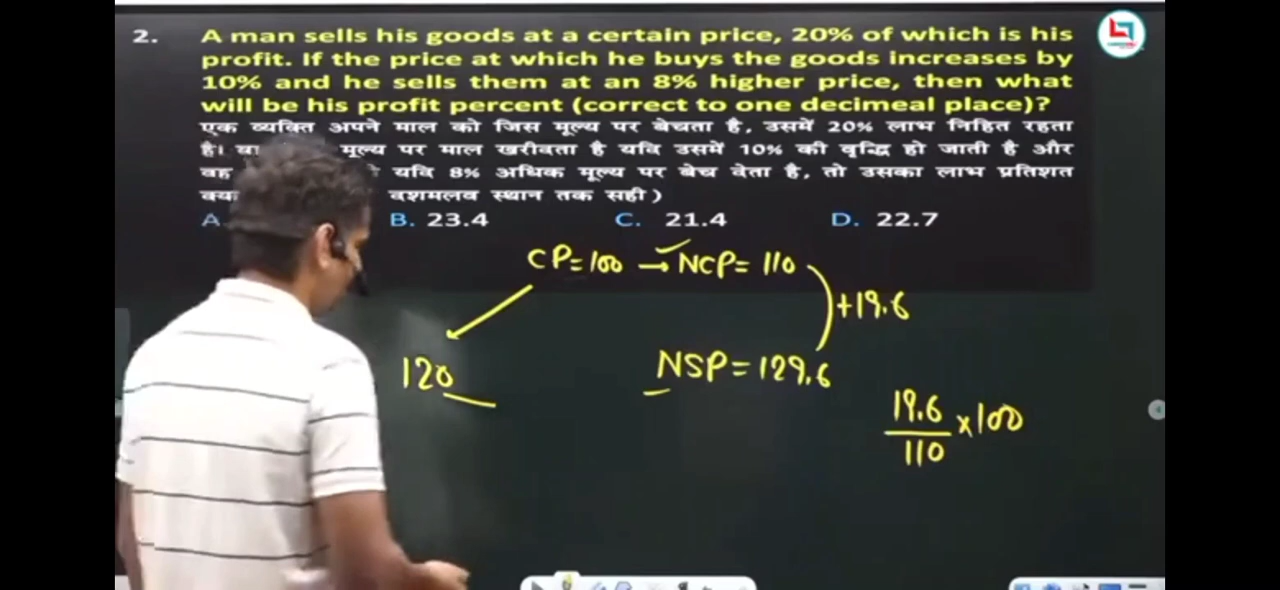 2. A man sells his goods at a certain price, 20% of which is his
profit. If the price at which he buys the goods increases by
10% and he sells them at an 8% higher price, then what
will be his profit percent (correct to one decimeal place)?
एक व्यक्ति अपने माल को जिस मूल्य पर बेचता है, उसमें 20% लाभ निहित रहता
है। मूल्य पर माल खरीदता है यदि उसमें 10% की वृद्धि हो जाती है और
वह यदि 8% अधिक मूल्य पर बेच देता है, तो उसका लाभ प्रतिशत
दशमलव स्थान तक सही)
A. B. 23.4 C. 21.4 D. 22.7
CP=100 → NCP= 110
+19.6
120 NSP=129.6
19.6/110 ×100